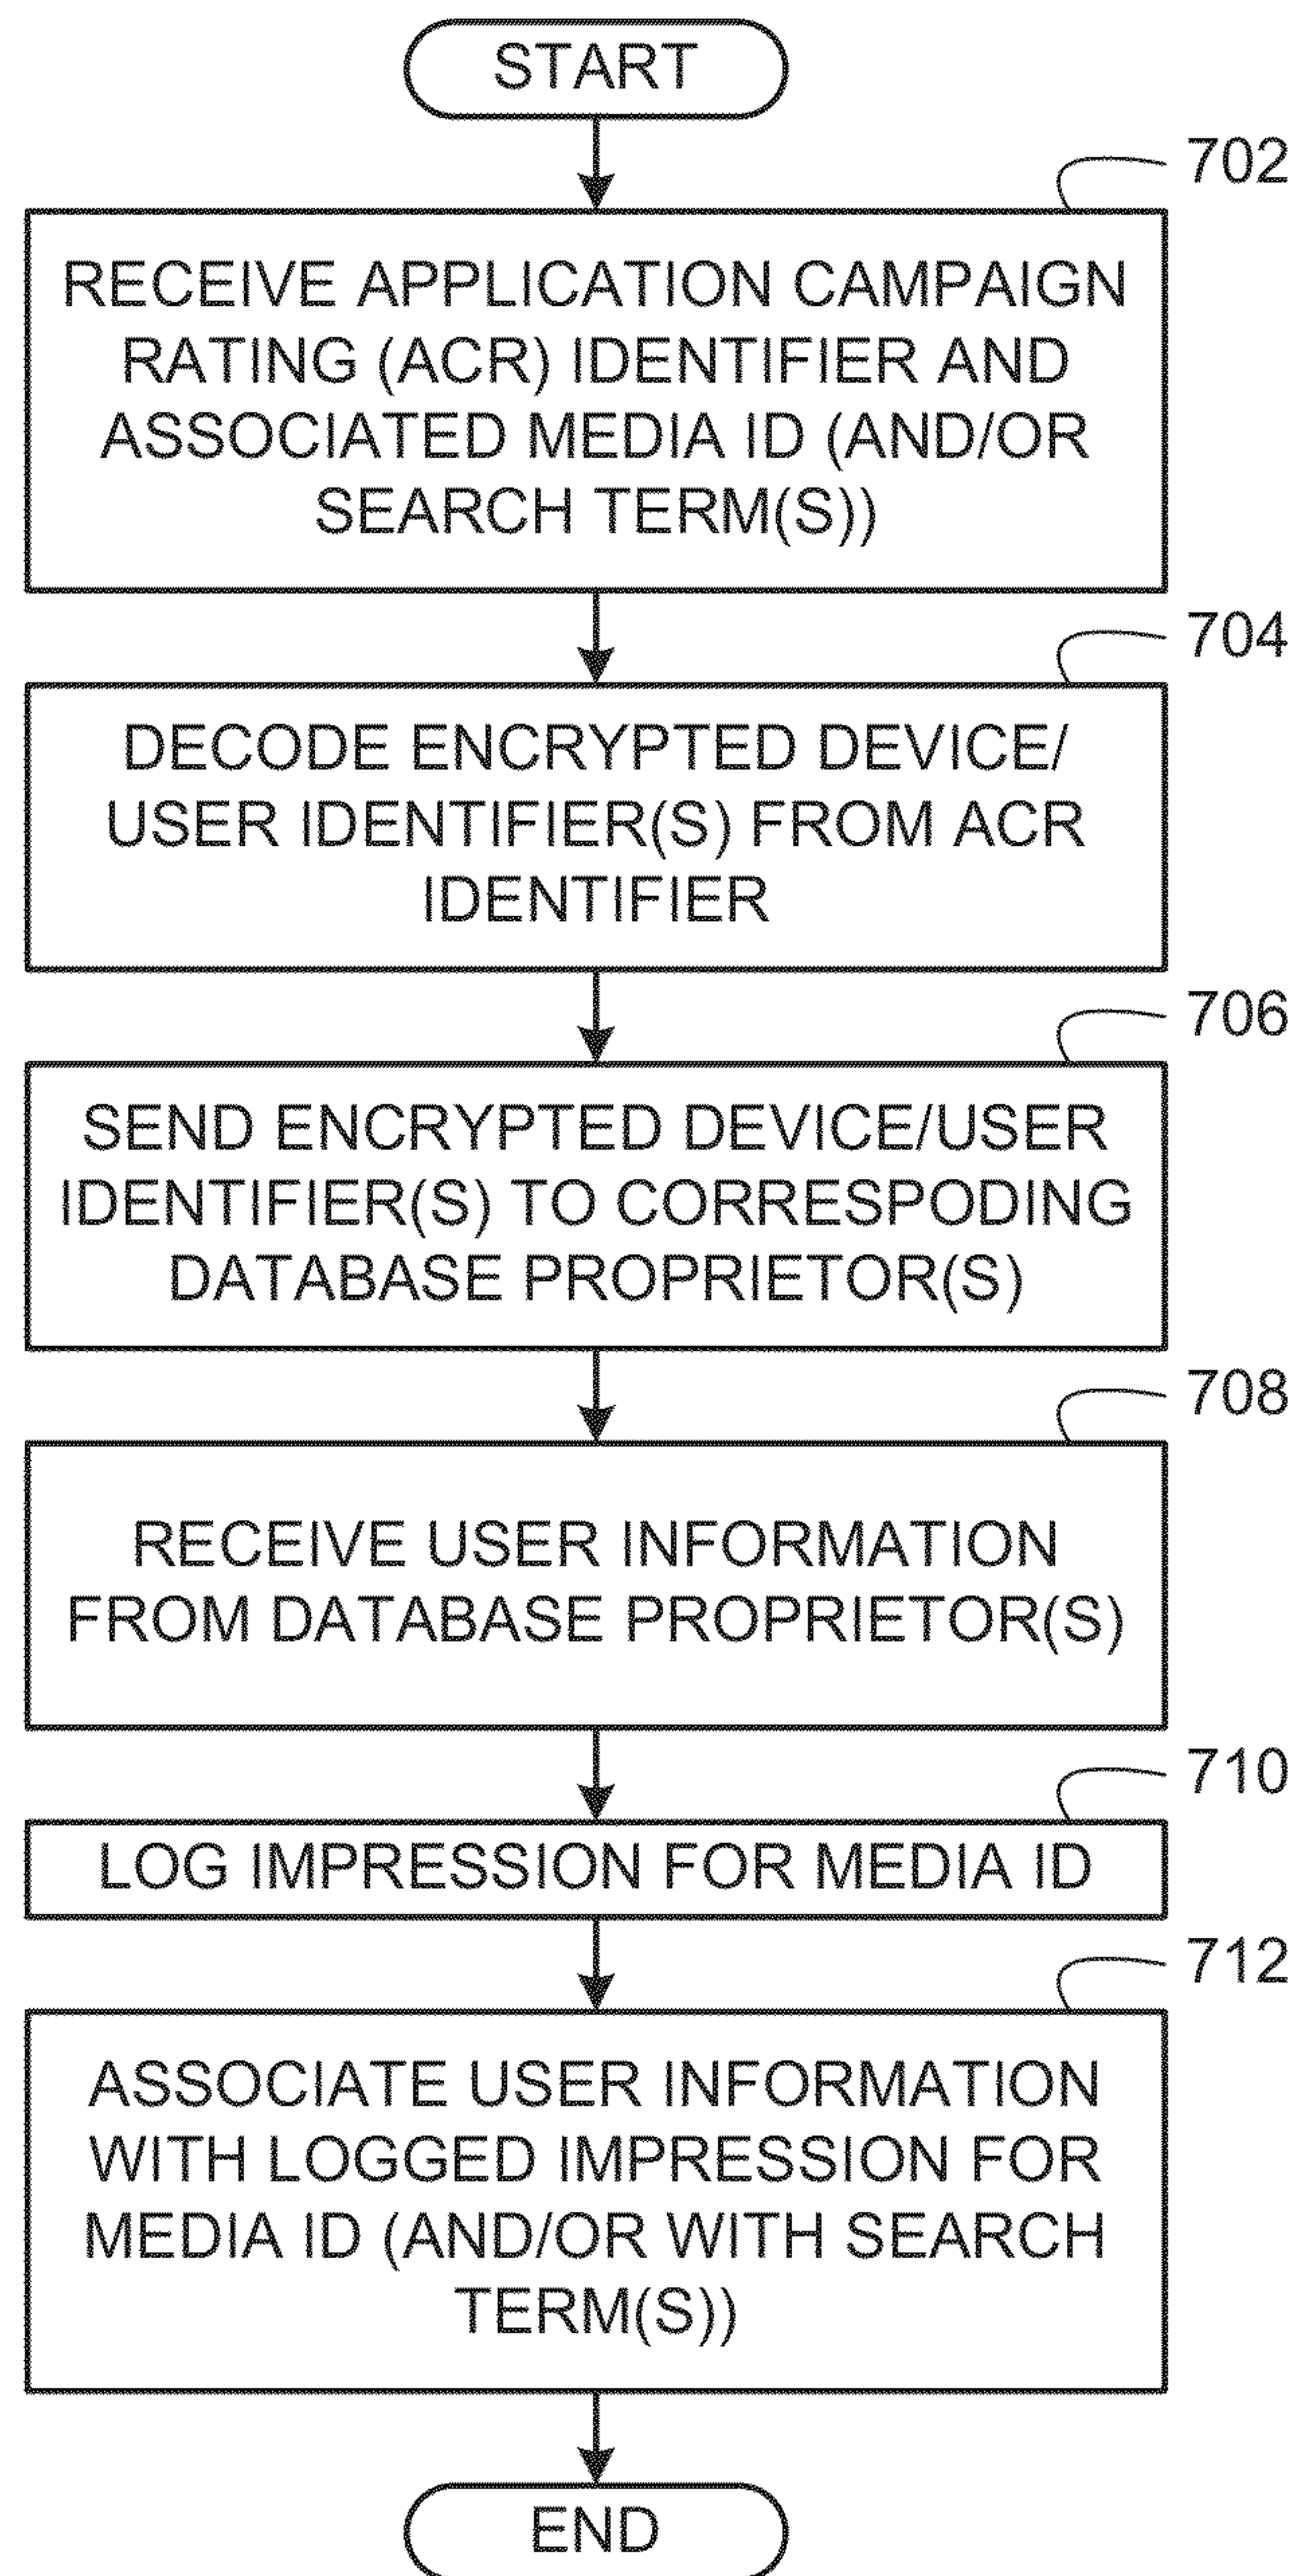 START
702
RECEIVE APPLICATION CAMPAIGN
RATING (ACR) IDENTIFIER AND
ASSOCIATED MEDIA ID (AND/OR
SEARCH TERM(S))
704
DECODE ENCRYPTED DEVICE/
USER IDENTIFIER(S) FROM ACR
IDENTIFIER
706
SEND ENCRYPTED DEVICE/USER
IDENTIFIER(S) TO CORRESPODING
DATABASE PROPRIETOR(S)
708
RECEIVE USER INFORMATION
FROM DATABASE PROPRIETOR(S)
710
LOG IMPRESSION FOR MEDIA ID
712
ASSOCIATE USER INFORMATION
WITH LOGGED IMPRESSION FOR
MEDIA ID (AND/OR WITH SEARCH
TERM(S))
END